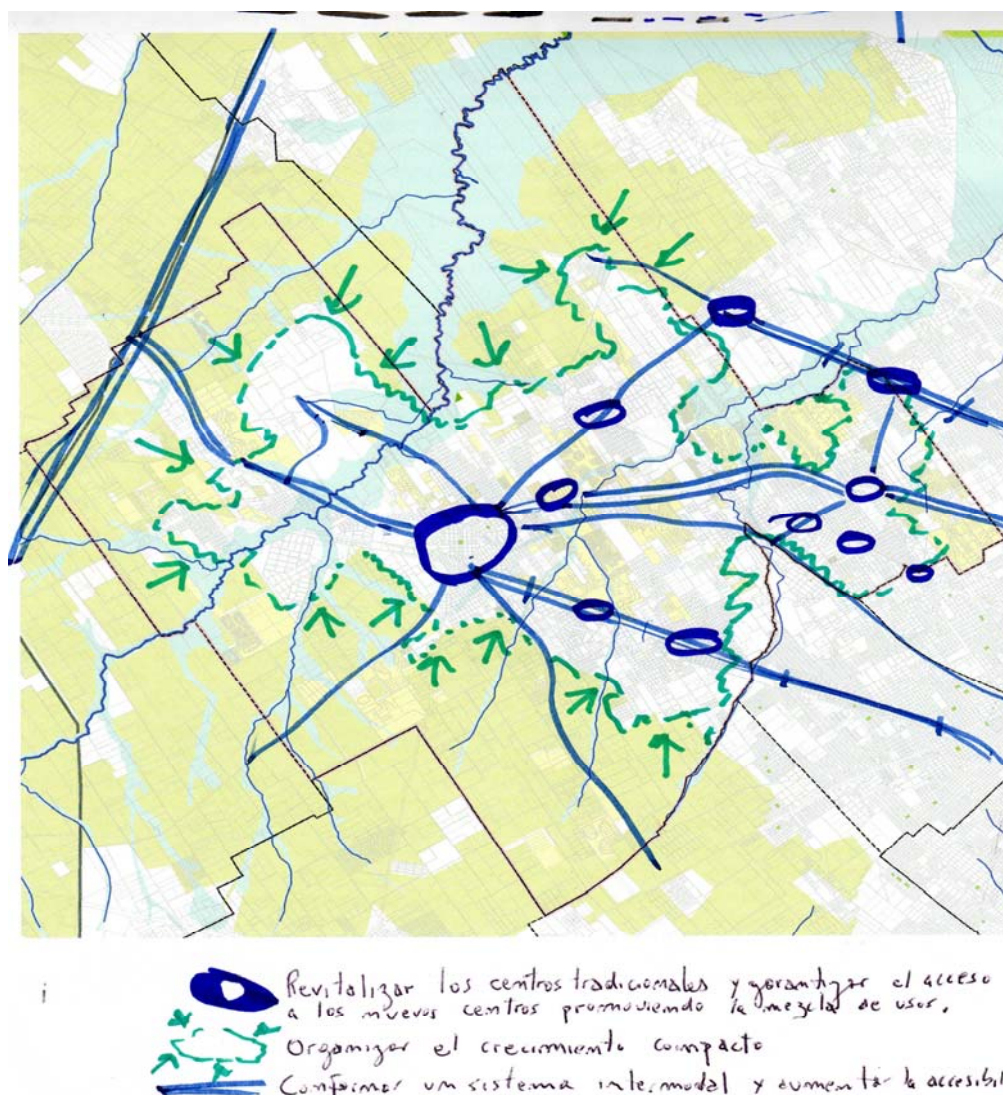 Revitalizar los centros tradicionales y garantizar el acceso
a los nuevos centros promoviendo la mezcla de usos.
Organizar el crecimiento compacto
Conformar un sistema intermodal y aumentar la accesibil